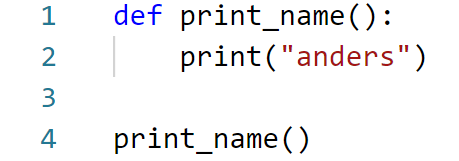 1 def print_name():
2     print("anders")
3
4 print_name()